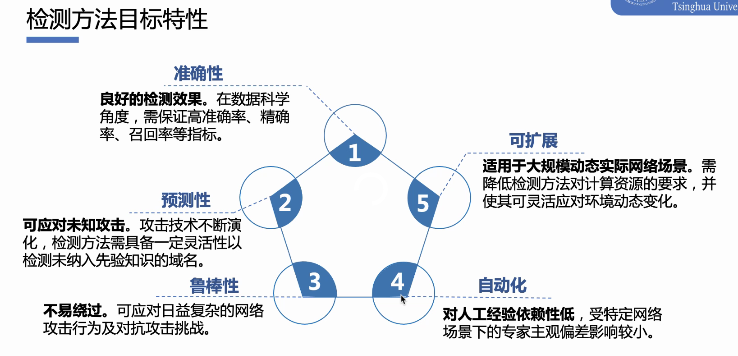 检测方法目标特性
Tsinghua Unive
准确性
良好的检测效果。在数据科学
角度，需保证高准确率、精确
率、召回率等指标。
1
可扩展
适用于大规模动态实际网络场景。需
降低检测方法对计算资源的要求，并
使其可灵活应对环境动态变化。
5
预测性
2
可应对未知攻击。攻击技术不断演
化，检测方法需具备一定灵活性以
检测未纳入先验知识的域名。
鲁棒性
3
不易绕过。可应对日益复杂的网络
攻击行为及对抗攻击挑战。
4
自动化
对人工经验依赖性低，受特定网络
场景下的专家主观偏差影响较小。